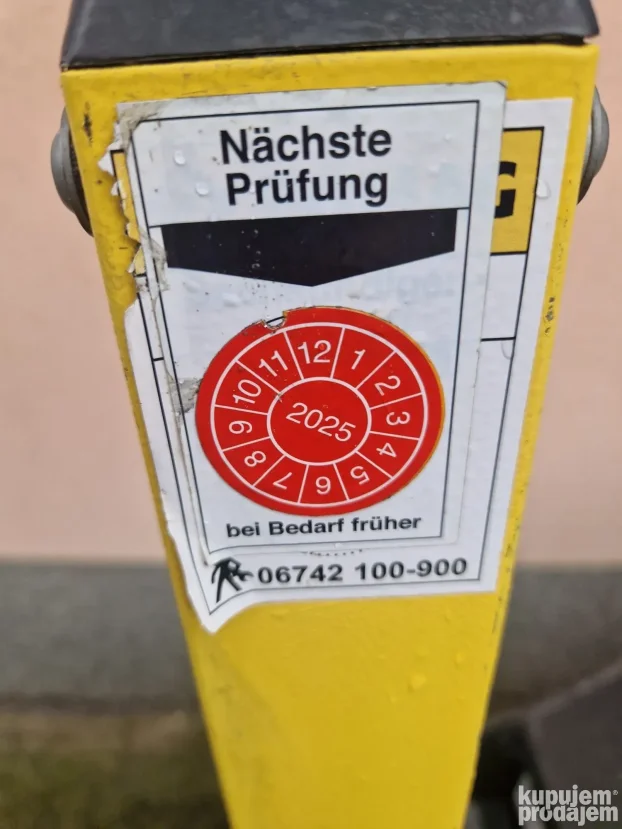 Nächste
Prüfung
G
12
1
2
3
4
5
6
7
8
9
10
11
2025
bei Bedarf früher
06742 100-900
kupujem
prodajem